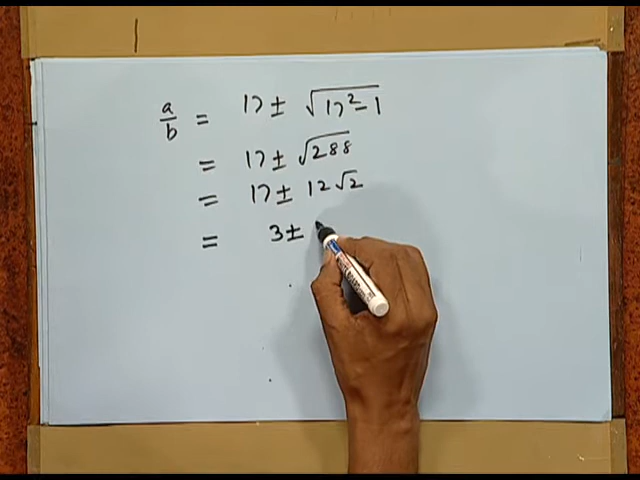 a/b = 17 ± √(17² - 1)
= 17 ± √288
= 17 ± 12√2
= 3 ±